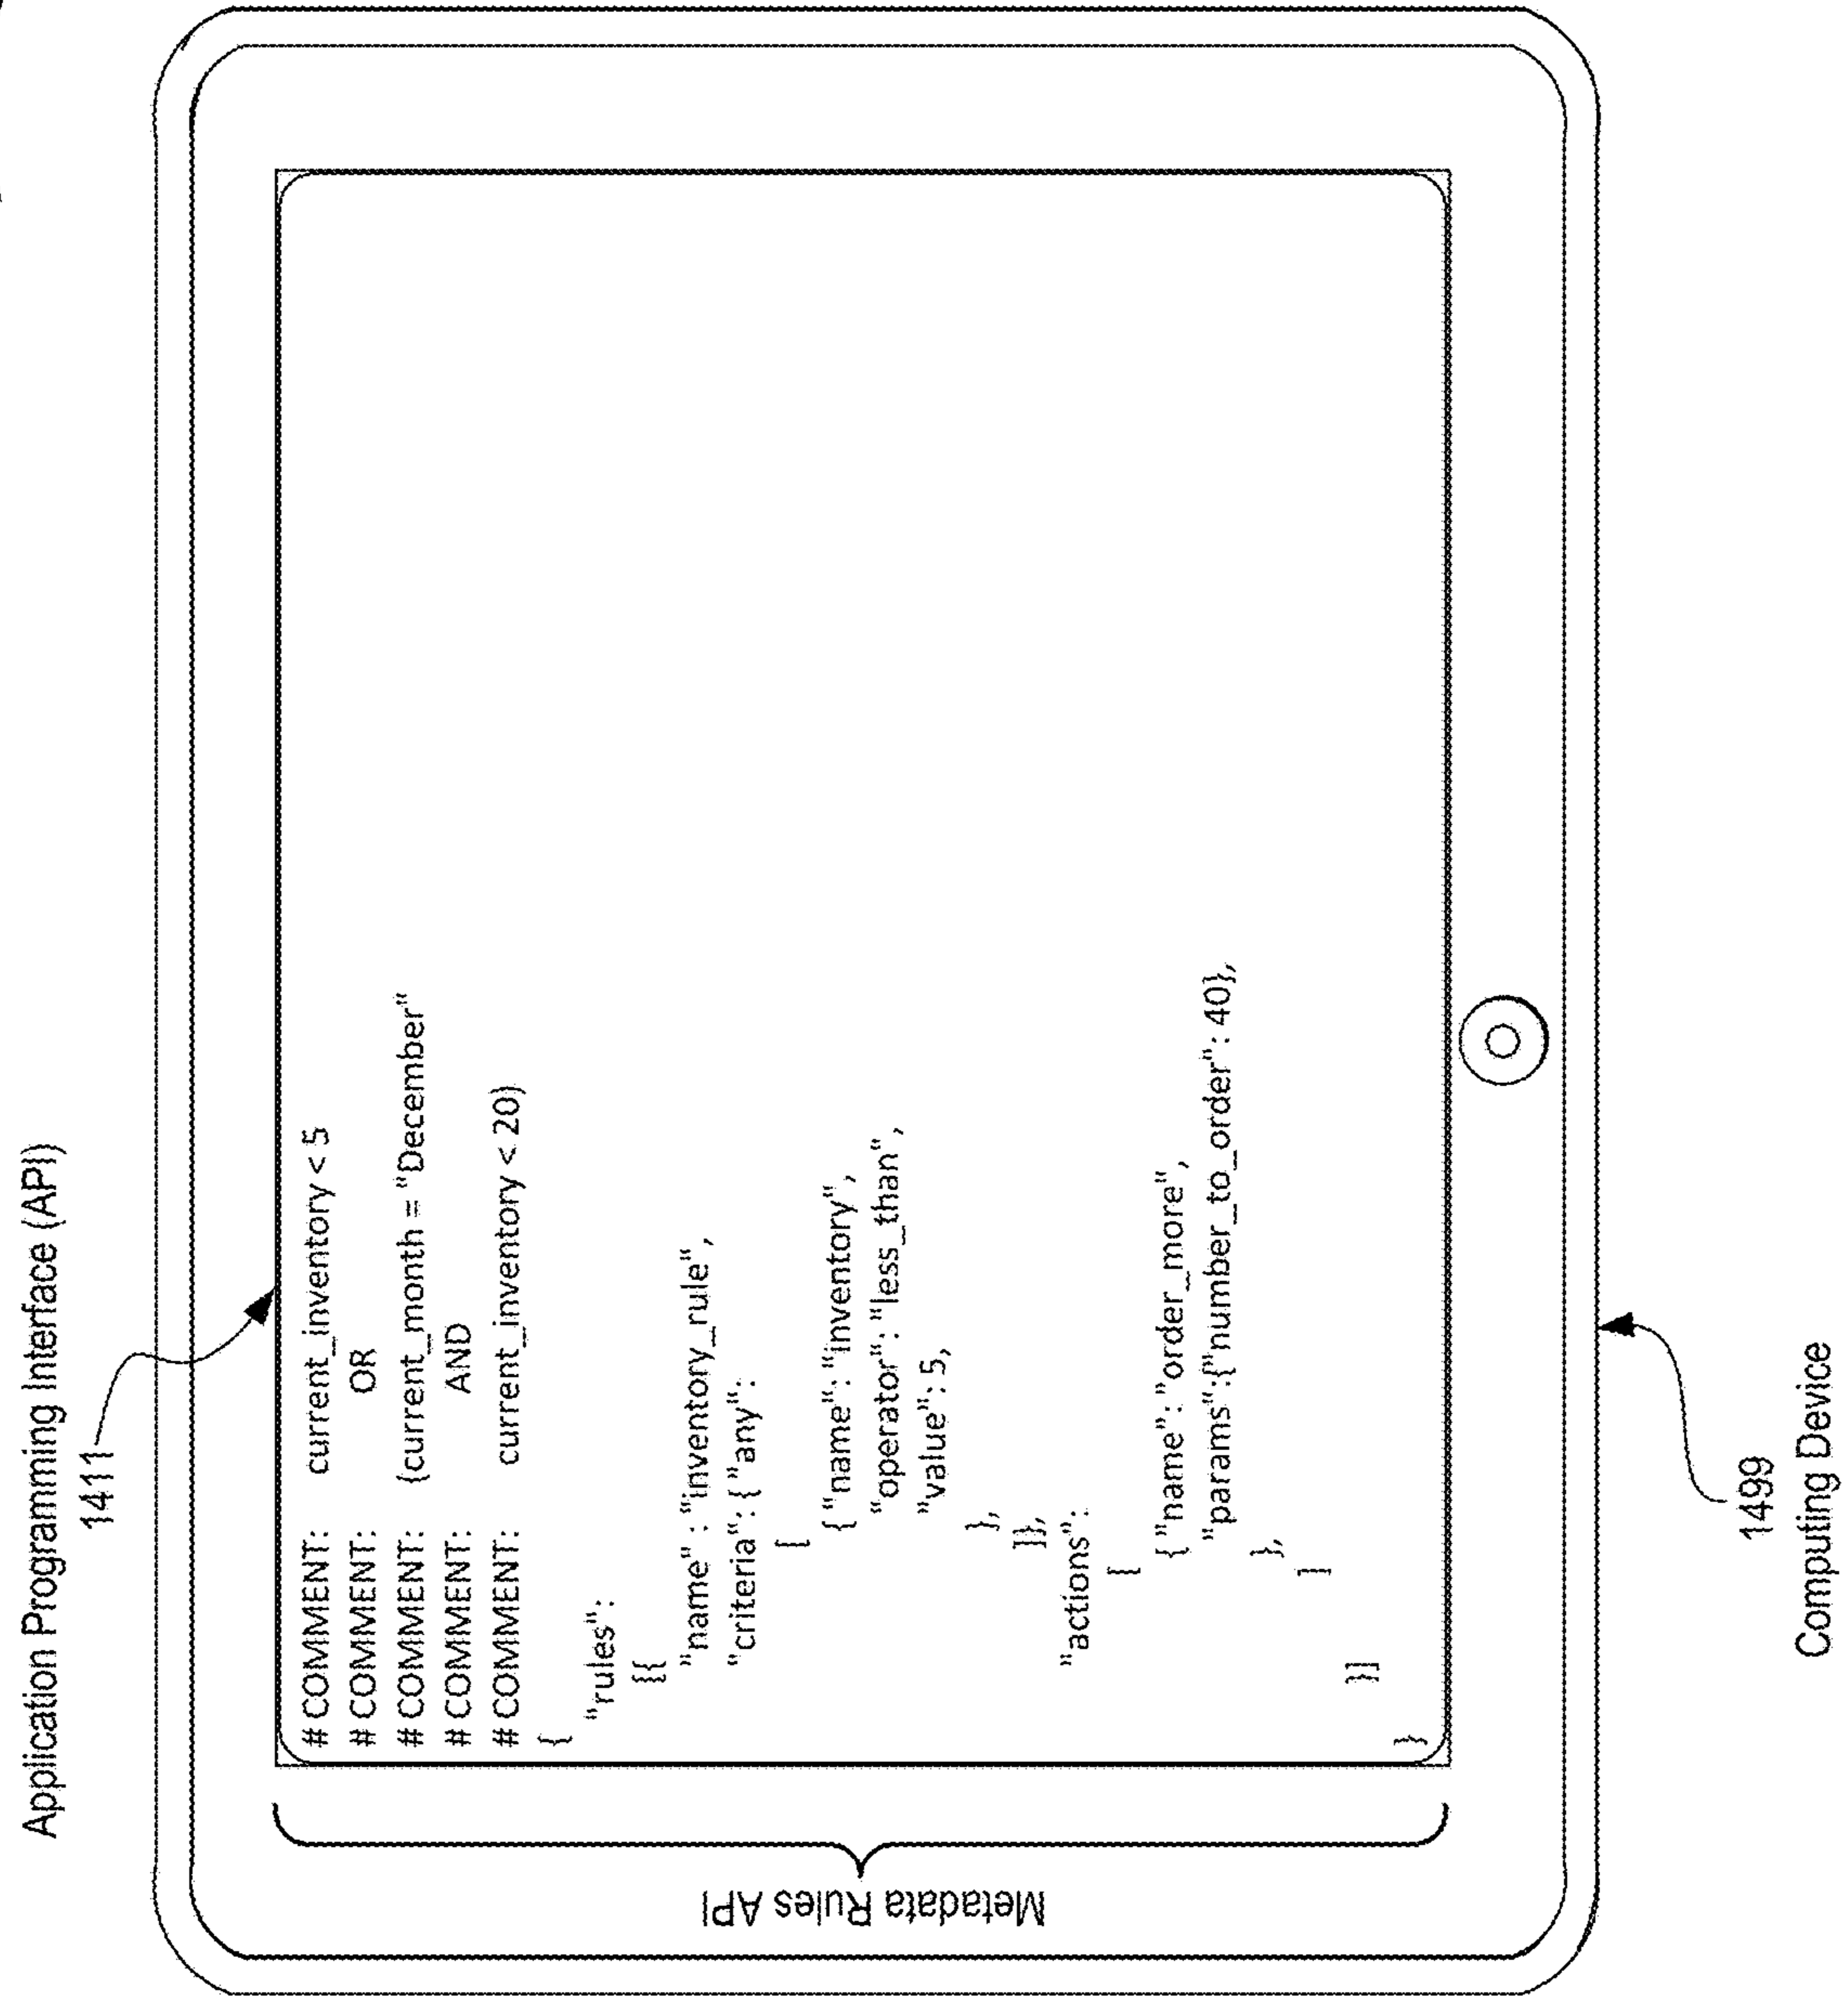 Application Programming Interface (API)
1411
# COMMENT: current_inventory < 5
# COMMENT: OR
# COMMENT: (current_month = "December"
# COMMENT: AND
# COMMENT: current_inventory < 20)
{
"rules":
[{
"name" : "inventory_rule",
"criteria": { "any":
[
{ "name": "inventory",
"operator": "less_than",
"value": 5,
},
]},
"actions":
[
{ "name": "order_more",
"params":{"number_to_order": 40},
},
]
}]
}
Metadata Rules API
1499
Computing Device